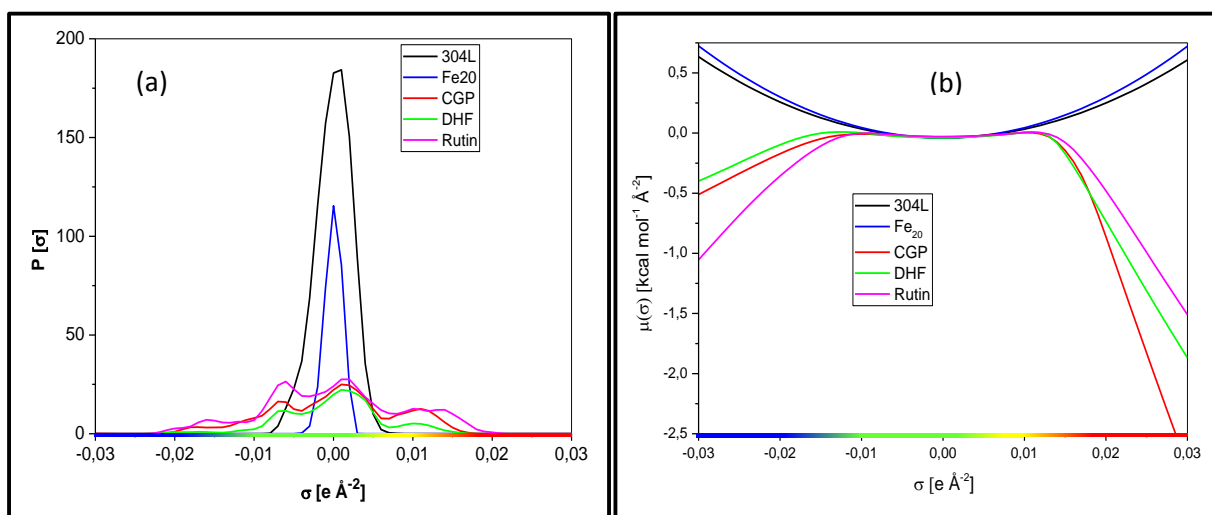 (a)
304L
Fe20
CGP
DHF
Rutin
P [σ]
200
150
100
50
0
-0,03
-0,02
-0,01
0,00
0,01
0,02
0,03
σ [e Å-2]
(b)
304L
Fe20
CGP
DHF
Rutin
μ(σ) [kcal mol-1 Å-2]
0,5
0,0
-0,5
-1,0
-1,5
-2,0
-2,5
-0,03
-0,02
-0,01
0,00
0,01
0,02
0,03
σ [e Å-2]